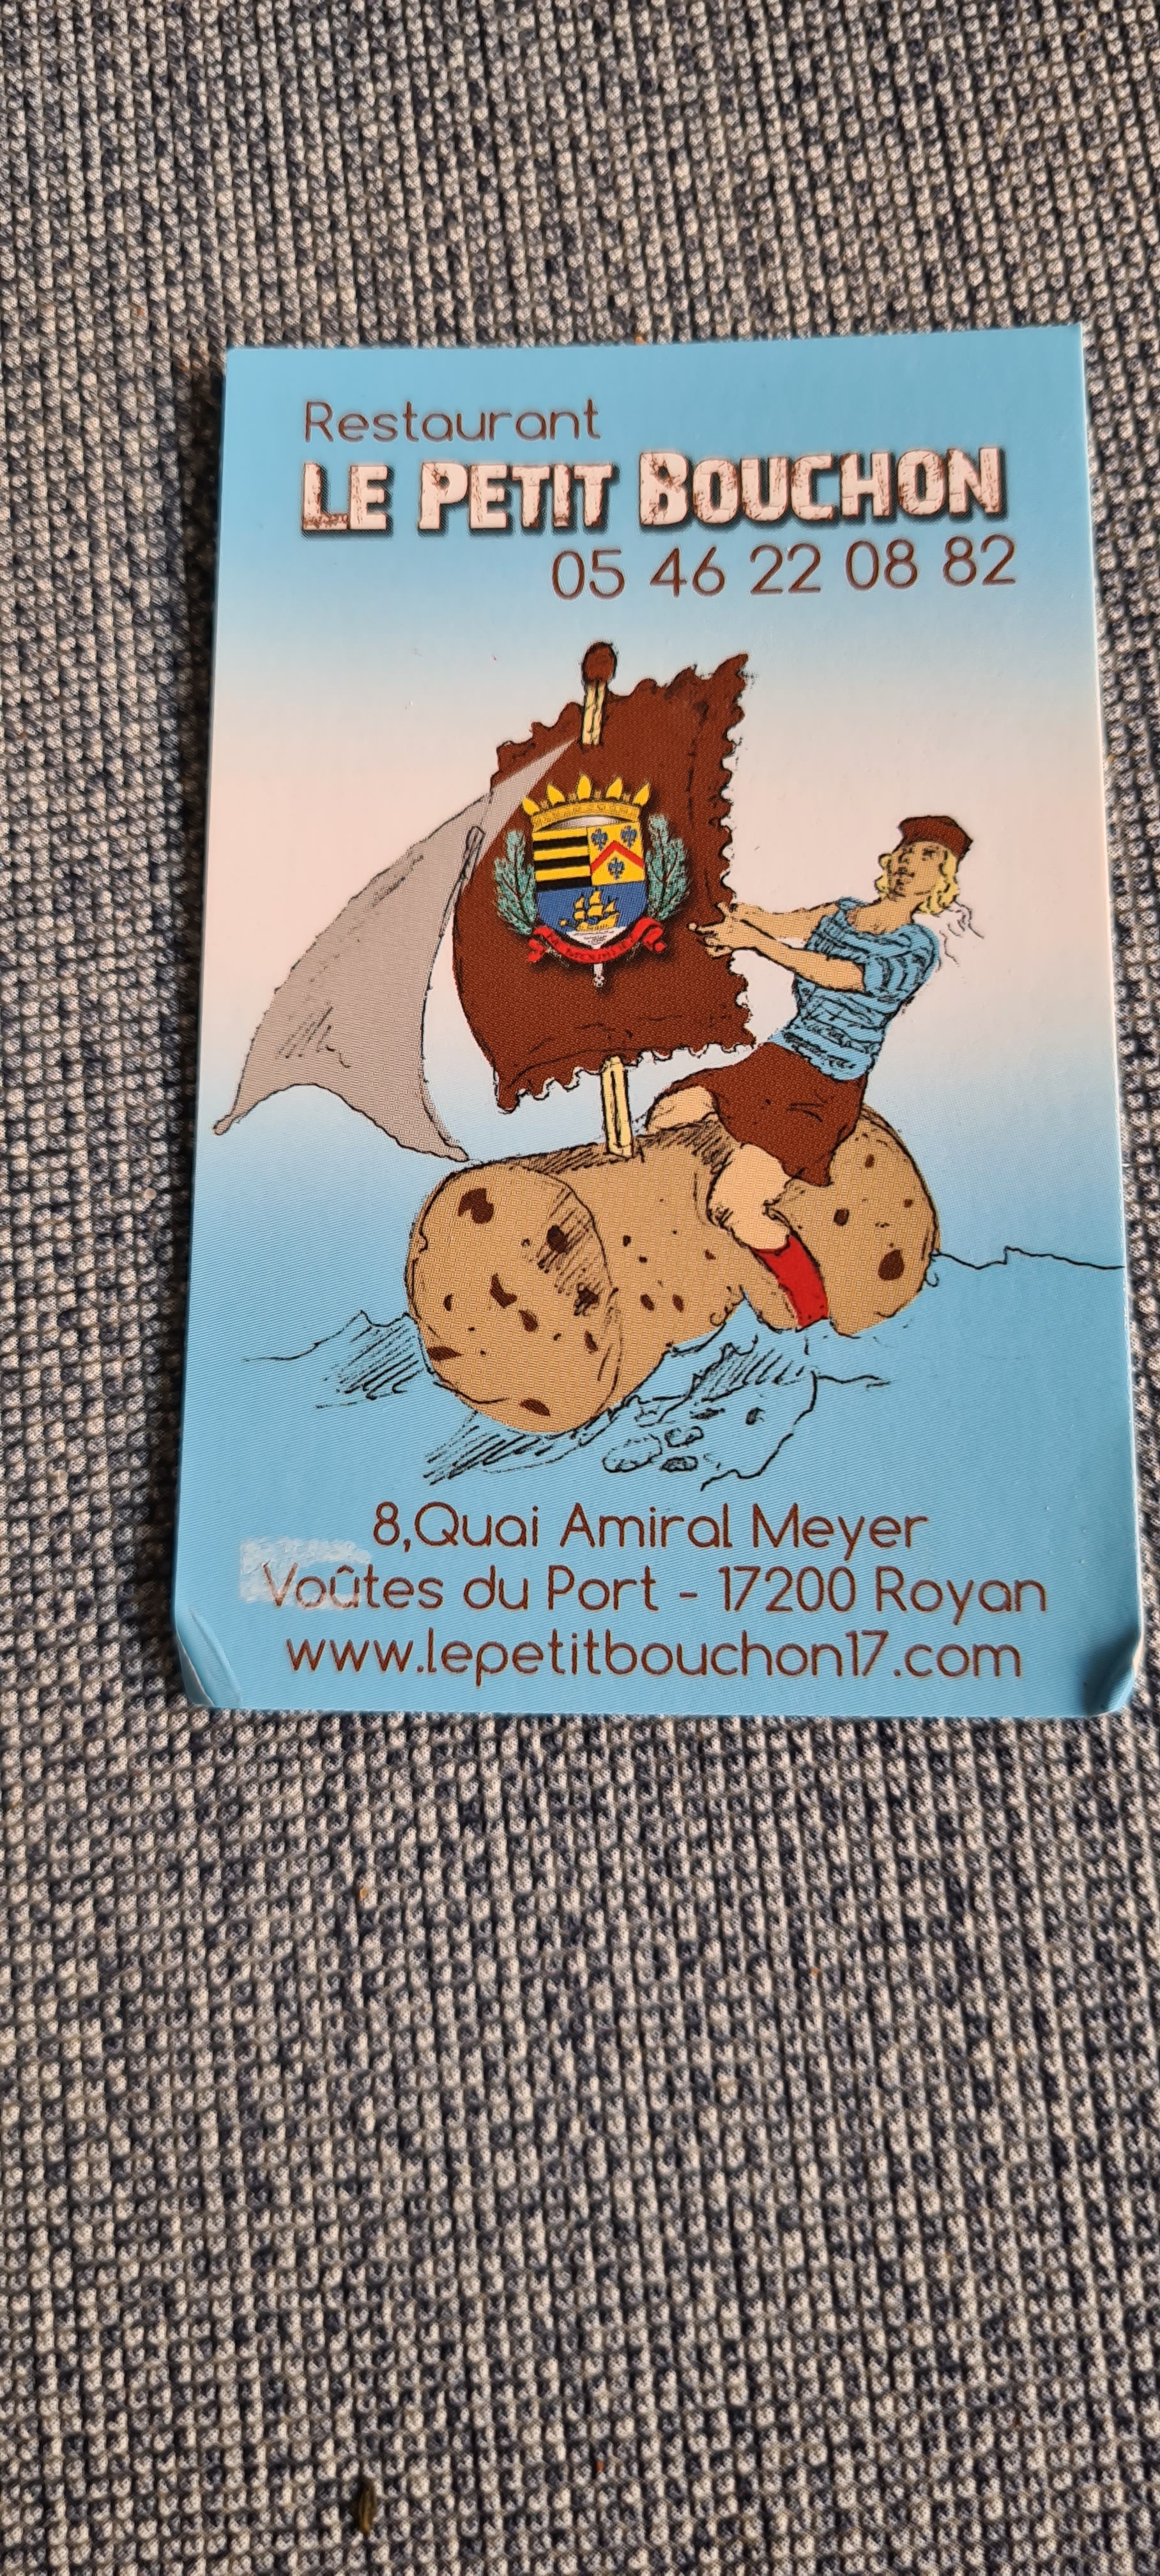 Restaurant
LE PETIT BOUCHON
05 46 22 08 82
8,Quai Amiral Meyer
Voûtes du Port - 17200 Royan
www.lepetitbouchon17.com